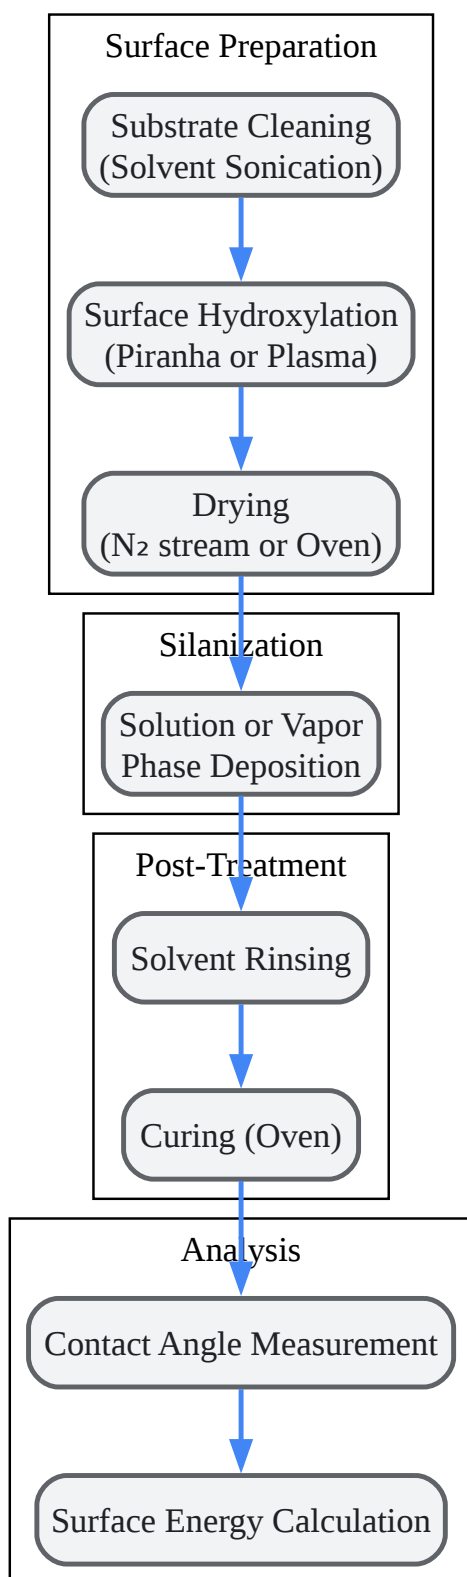 Surface Preparation
Substrate Cleaning
(Solvent Sonication)
Surface Hydroxylation
(Piranha or Plasma)
Drying
(N₂ stream or Oven)
Silanization
Solution or Vapor
Phase Deposition
Post-Treatment
Solvent Rinsing
Curing (Oven)
Analysis
Contact Angle Measurement
Surface Energy Calculation